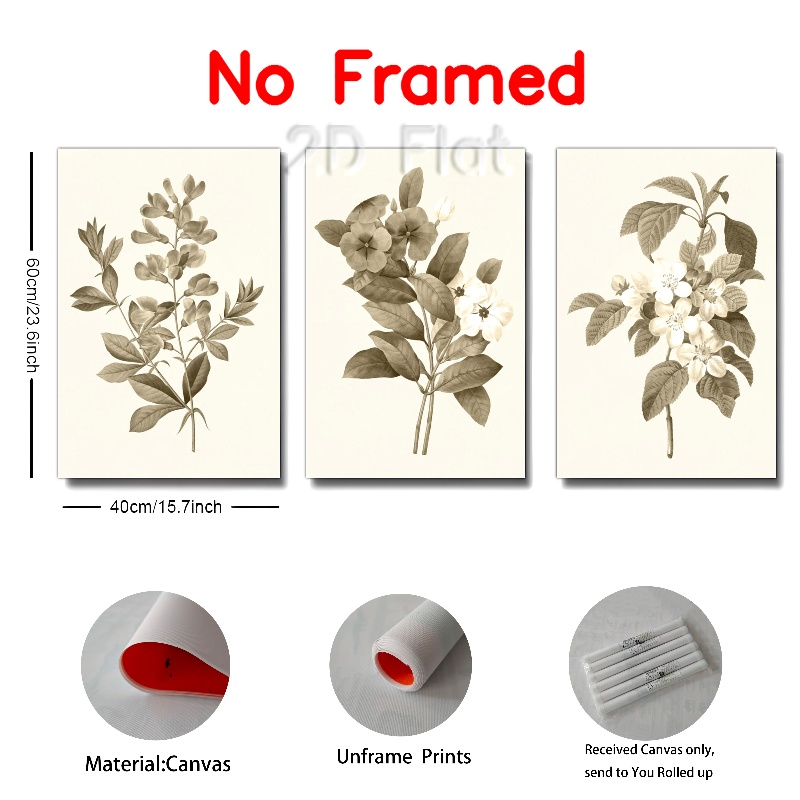 No Framed
2D Flat
60cm/23.6inch
40cm/15.7inch
Material:Canvas
Unframe Prints
Received Canvas only,
send to You Rolled up